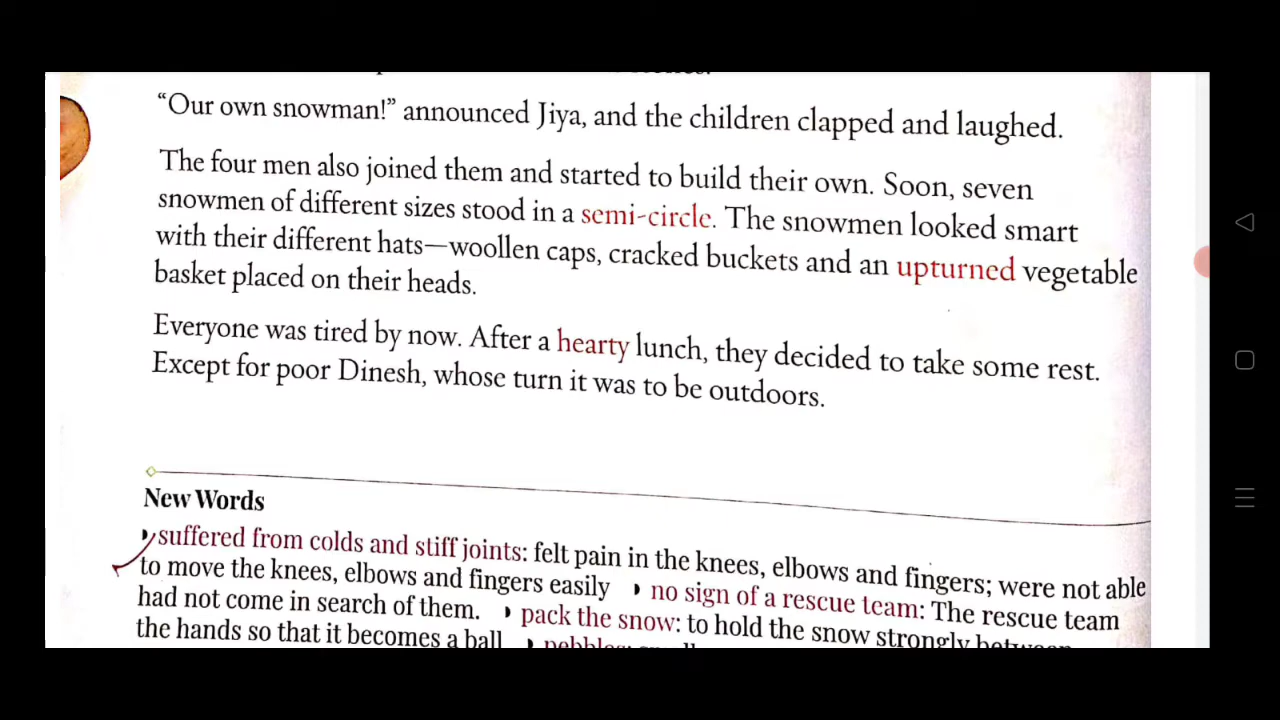 “Our own snowman!” announced Jiya, and the children clapped and laughed.
The four men also joined them and started to build their own. Soon, seven
snowmen of different sizes stood in a semi-circle. The snowmen looked smart
with their different hats—woollen caps, cracked buckets and an upturned vegetable
basket placed on their heads.
Everyone was tired by now. After a hearty lunch, they decided to take some rest.
Except for poor Dinesh, whose turn it was to be outdoors.
New Words
suffered from colds and stiff joints: felt pain in the knees, elbows and fingers; were not able
to move the knees, elbows and fingers easily no sign of a rescue team: The rescue team
had not come in search of them. pack the snow: to hold the snow strongly between
the hands so that it becomes a ball